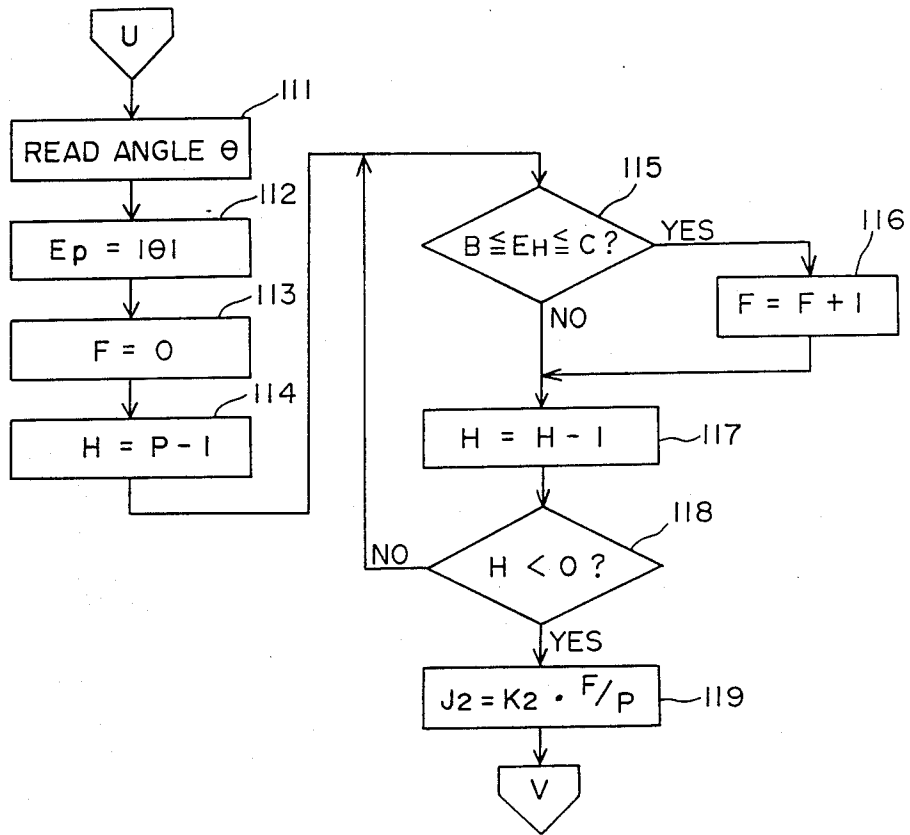 U
111
READ ANGLE θ
112
Ep = |θ|
113
F = 0
114
H = P - 1
115
B ≦ EH ≦ C ?
YES
116
F = F + 1
NO
H = H - 1
117
118
H < 0 ?
NO
YES
J2 = K2 · F/P
119
V